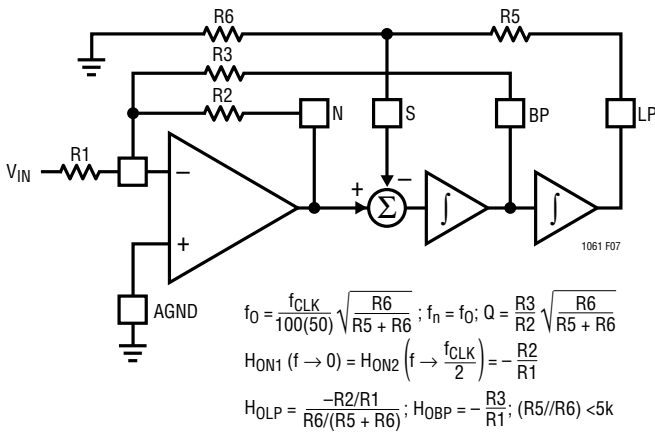 R6
R5
R3
R2
N
S
BP
LP
R1
V_IN
−
+
+
−
Σ
∫
∫
1061 F07
AGND
f_O = f_CLK / 100(50) √(R6 / (R5 + R6)) ; f_n = f_O; Q = R3/R2 √(R6 / (R5 + R6))
H_ON1 (f → 0) = H_ON2 (f → f_CLK/2) = − R2/R1
H_OLP = −R2/R1 / R6/(R5 + R6) ; H_OBP = − R3/R1 ; (R5//R6) <5k